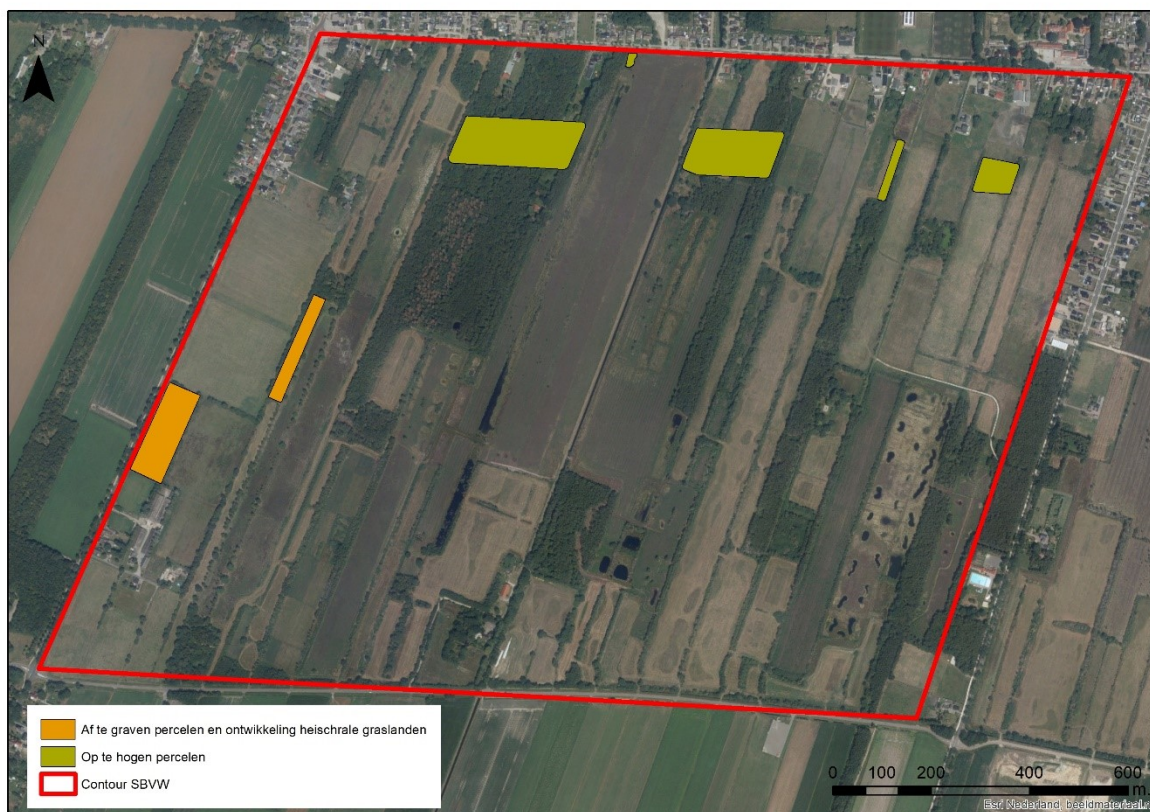 N
Af te graven percelen en ontwikkeling heischrale graslanden
Op te hogen percelen
Contour SBVW
0 100 200 400 600
m
Esri Nederland, beeldmateriaal.n